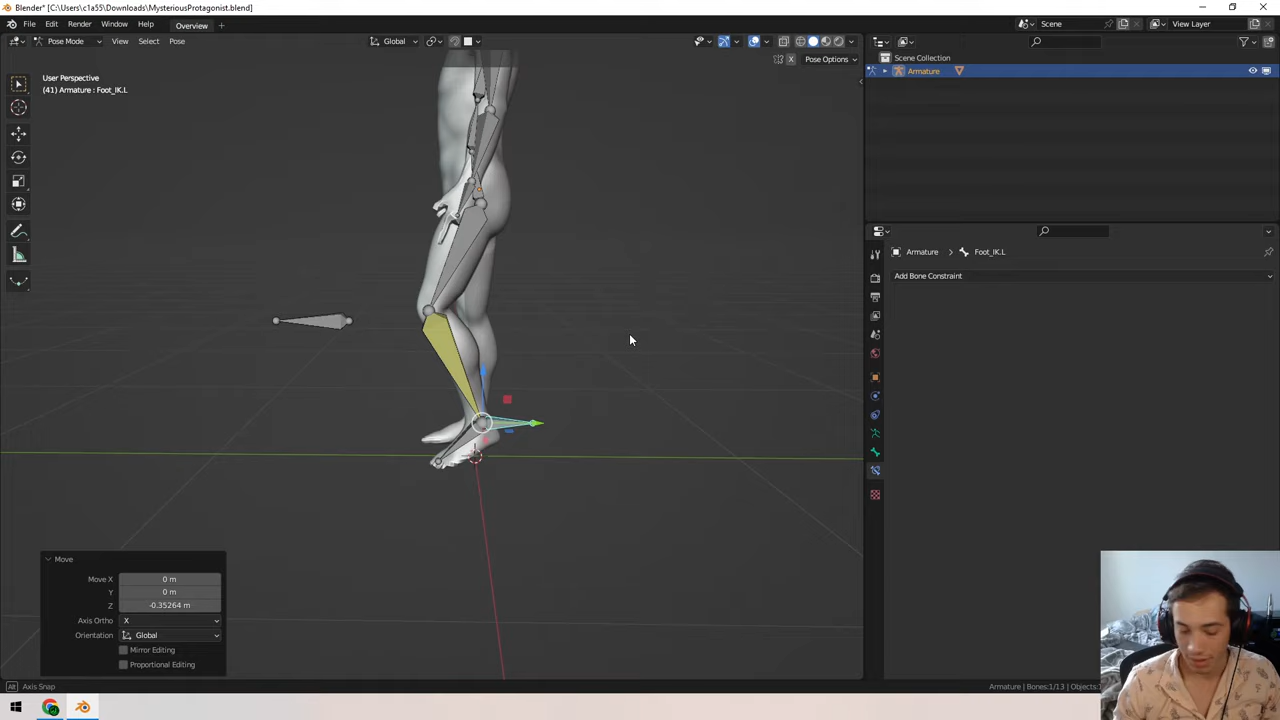 Blender* [C:\Users\c1a55\Downloads\MysteriousProtagonist.blend]
File Edit Render Window Help Overview Scene View Layer
Pose Mode View Select Pose Global
Pose Options
User Perspective
(41) Armature : Foot_IK.L
Scene Collection
Armature
Armature Foot_IK.L
Add Bone Constraint
Move
Move X 0 m
Y 0 m
Z -0.35264 m
Axis Ortho X
Orientation Global
Mirror Editing
Proportional Editing
Alt Axis Snap
Armature | Bones:1/13 | Objects: